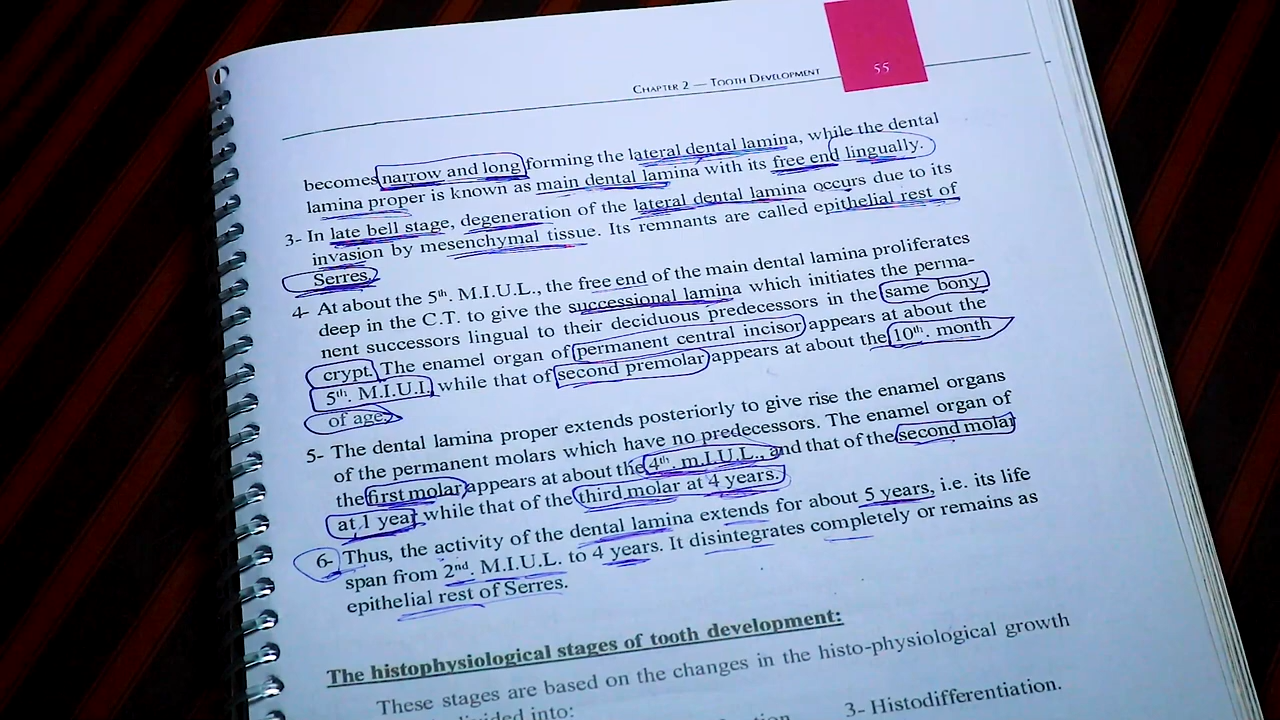 CHAPTER 2 — TOOTH DEVELOPMENT 55
becomes narrow and long forming the lateral dental lamina, while the dental
lamina proper is known as main dental lamina with its free end lingually.
3- In late bell stage, degeneration of the lateral dental lamina occurs due to its
invasion by mesenchymal tissue. Its remnants are called epithelial rest of
Serres.
4- At about the 5th. M.I.U.L., the free end of the main dental lamina proliferates
deep in the C.T. to give the successional lamina which initiates the perma-
nent successors lingual to their deciduous predecessors in the same bony
crypt. The enamel organ of permanent central incisor appears at about the
5th. M.I.U.L while that of second premolar appears at about the 10th. month
of age.
5- The dental lamina proper extends posteriorly to give rise the enamel organs
of the permanent molars which have no predecessors. The enamel organ of
the first molar appears at about the 4th. m.I.U.L., and that of the second molar
at 1 year while that of the third molar at 4 years.
6- Thus, the activity of the dental lamina extends for about 5 years, i.e. its life
span from 2nd. M.I.U.L. to 4 years. It disintegrates completely or remains as
epithelial rest of Serres.
The histophysiological stages of tooth development:
These stages are based on the changes in the histo-physiological growth
divided into:
3- Histodifferentiation.